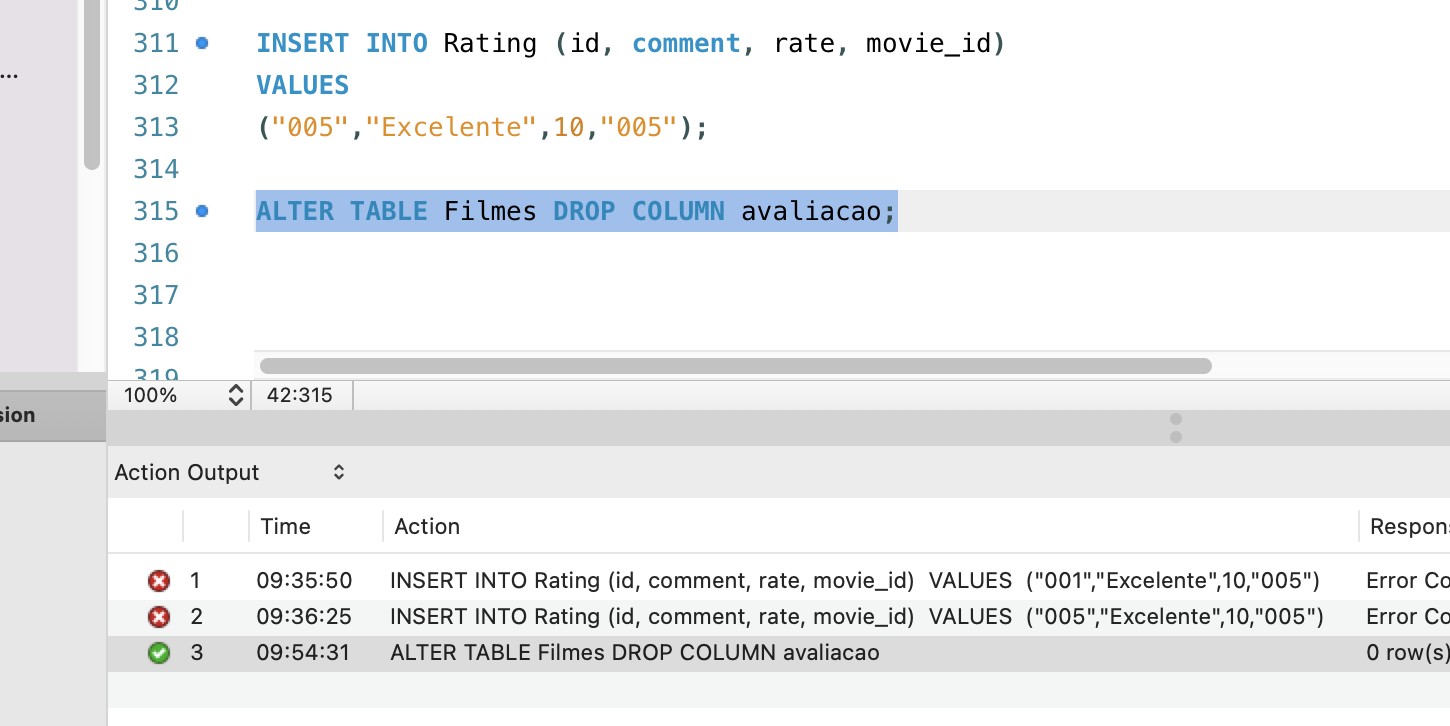 310
311 INSERT INTO Rating (id, comment, rate, movie_id)
...
312 VALUES
313 ("005","Excelente",10,"005");
314
315 ALTER TABLE Filmes DROP COLUMN avaliacao;
316
317
318
319
100% 42:315
sion
Action Output
Time Action Respons
1 09:35:50 INSERT INTO Rating (id, comment, rate, movie_id) VALUES ("001","Excelente",10,"005") Error Co
2 09:36:25 INSERT INTO Rating (id, comment, rate, movie_id) VALUES ("005","Excelente",10,"005") Error Co
3 09:54:31 ALTER TABLE Filmes DROP COLUMN avaliacao 0 row(s)